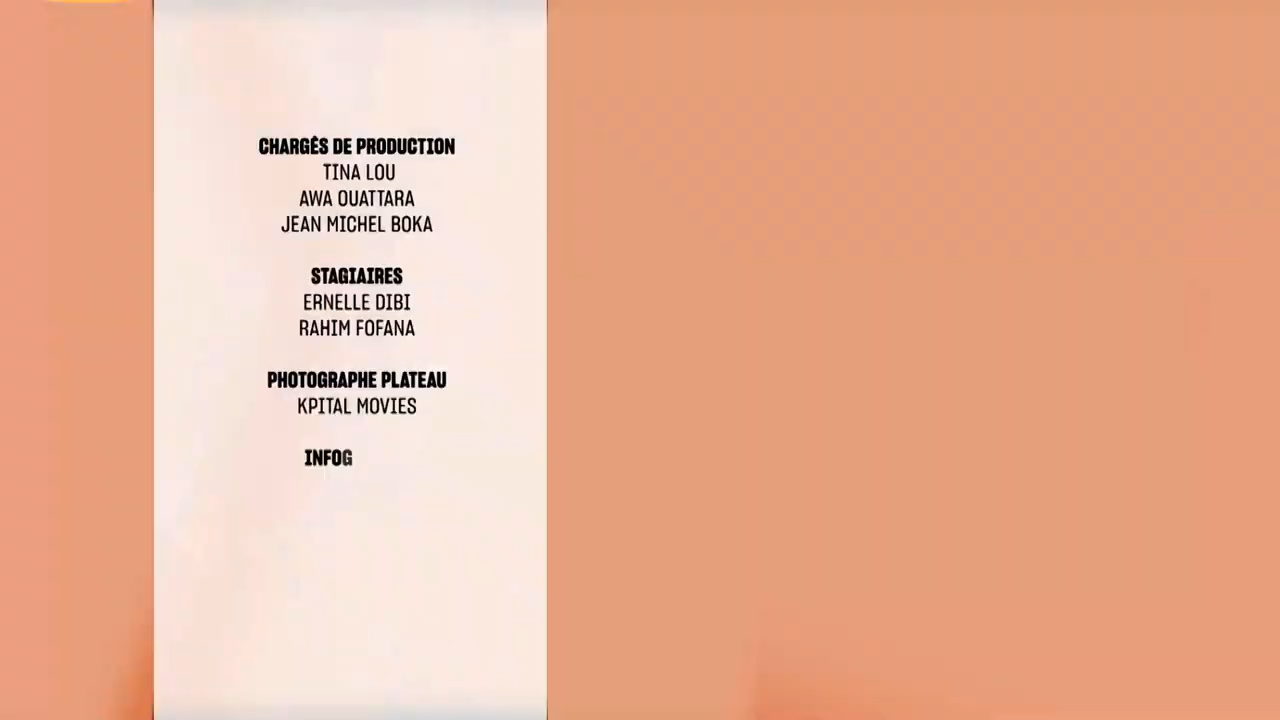 CHARGÉS DE PRODUCTION
TINA LOU
AWA OUATTARA
JEAN MICHEL BOKA
STAGIAIRES
ERNELLE DIBI
RAHIM FOFANA
PHOTOGRAPHE PLATEAU
KPITAL MOVIES
INFOG